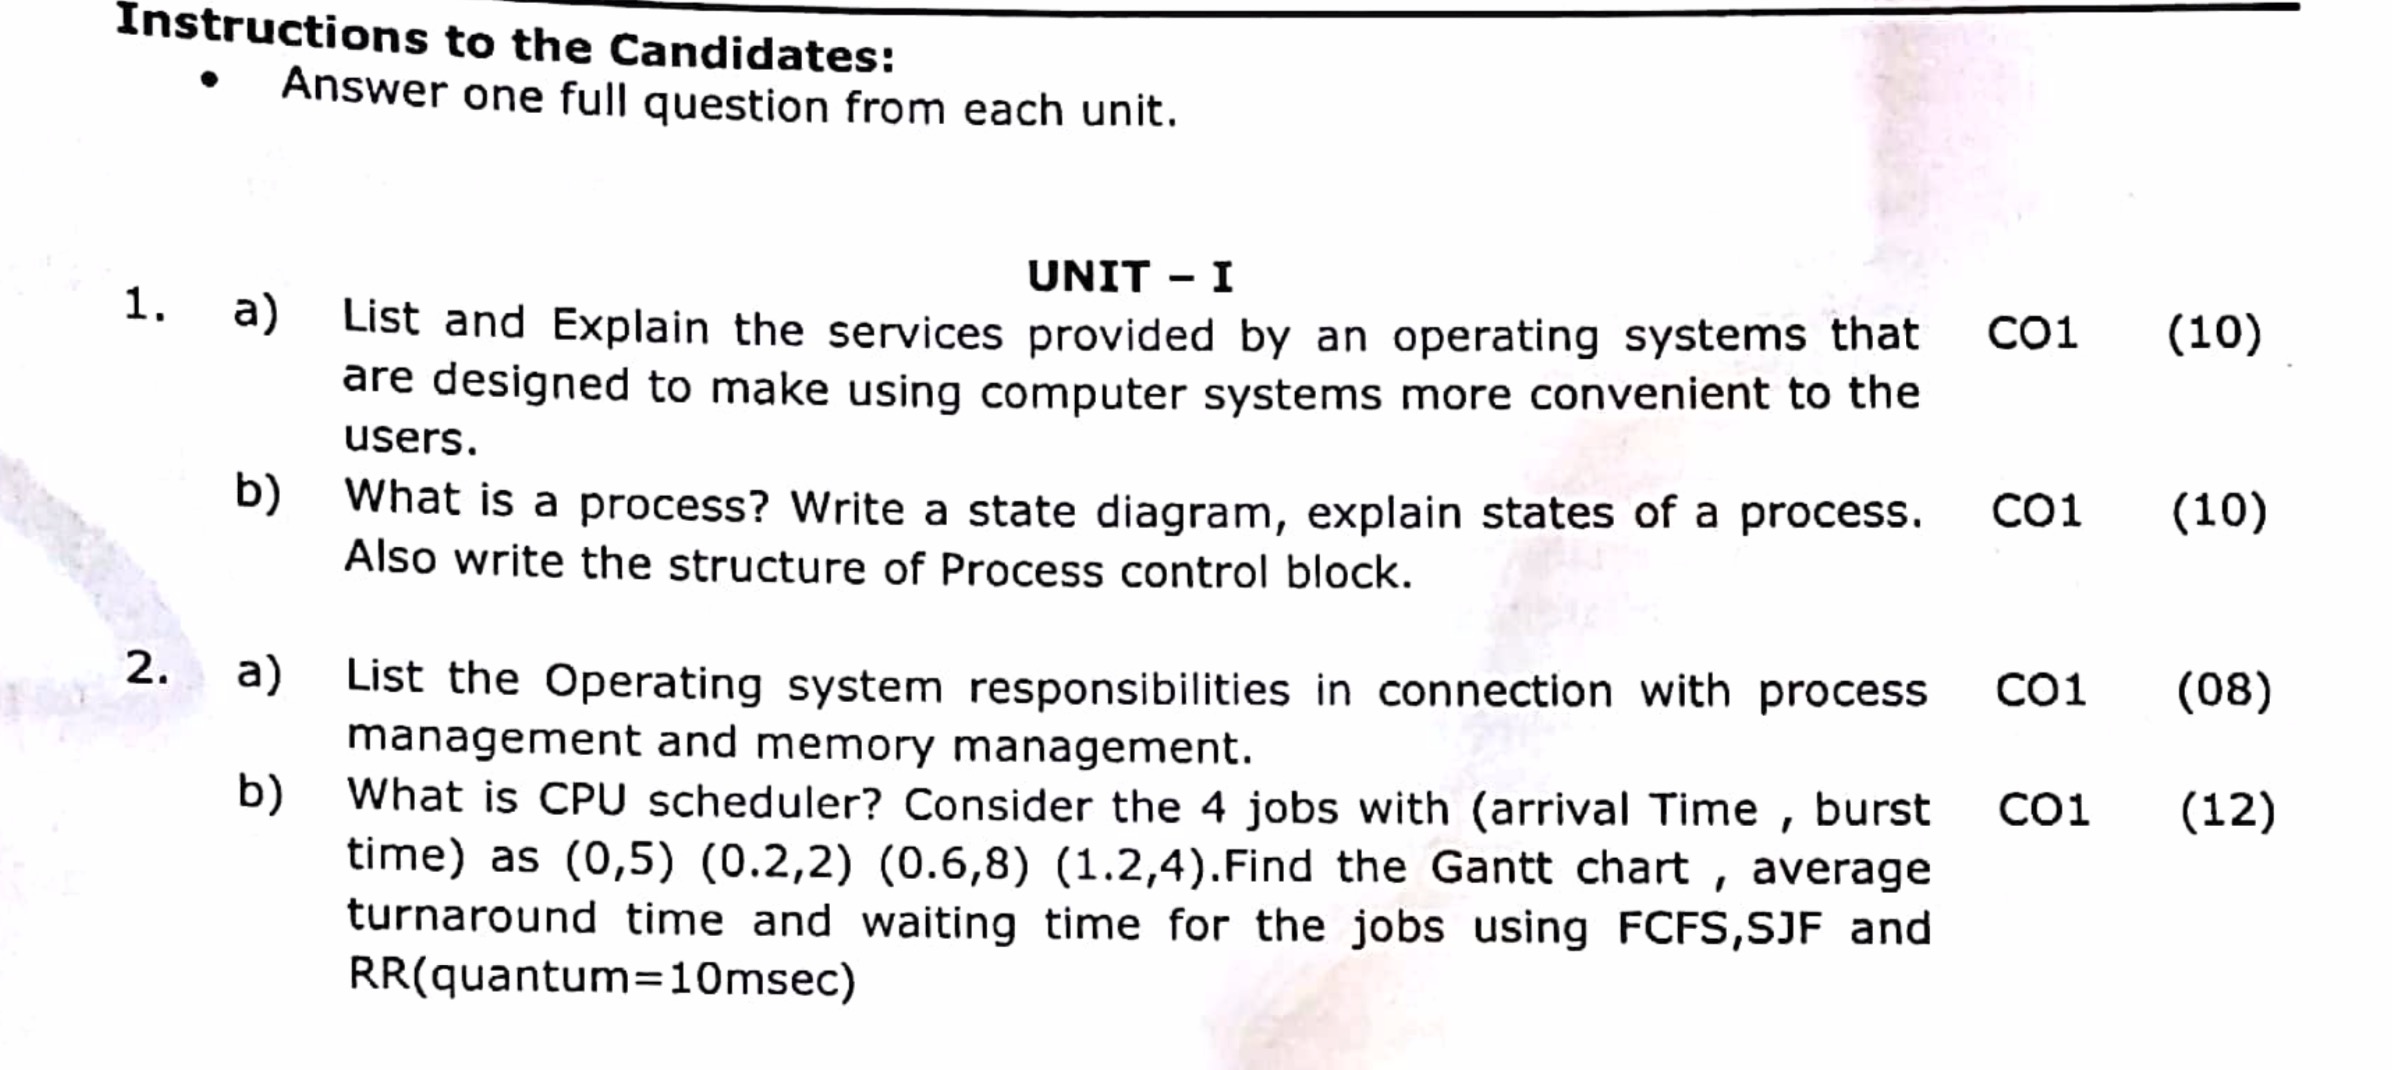 Instructions to the Candidates:
• Answer one full question from each unit.
UNIT – I
1. a) List and Explain the services provided by an operating systems that CO1 (10)
are designed to make using computer systems more convenient to the
users.
b) What is a process? Write a state diagram, explain states of a process. CO1 (10)
Also write the structure of Process control block.
2. a) List the Operating system responsibilities in connection with process CO1 (08)
management and memory management.
b) What is CPU scheduler? Consider the 4 jobs with (arrival Time , burst CO1 (12)
time) as (0,5) (0.2,2) (0.6,8) (1.2,4).Find the Gantt chart , average
turnaround time and waiting time for the jobs using FCFS,SJF and
RR(quantum=10msec)